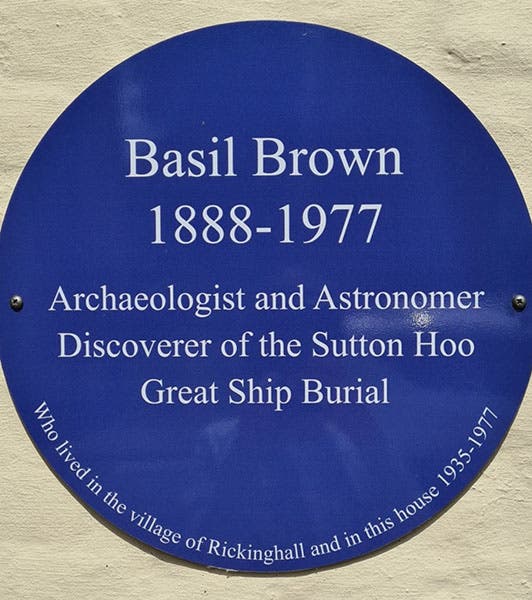 Basil Brown
1888-1977
Archaeologist and Astronomer
Discoverer of the Sutton Hoo
Great Ship Burial
Who lived in the village of Rickinghall and in this house 1935-1977